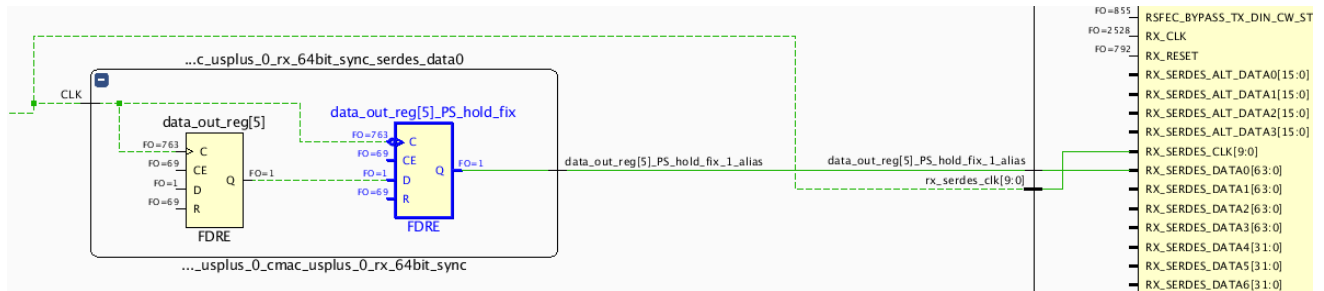 ...c_usplus_0_rx_64bit_sync_serdes_data0
CLK
data_out_reg[5]
FO=763
C
FO=69
CE
FO=1
D
FO=69
R
Q
FO=1
FDRE
data_out_reg[5]_PS_hold_fix
FO=763
C
FO=69
CE
FO=1
D
FO=69
R
Q
FO=1
FDRE
..._usplus_0_cmac_usplus_0_rx_64bit_sync
data_out_reg[5]_PS_hold_fix_1_alias
data_out_reg[5]_PS_hold_fix_1_alias
rx_serdes_clk[9:0]
FO=855
RSFEC_BYPASS_TX_DIN_CW_ST
FO=2528
RX_CLK
FO=792
RX_RESET
RX_SERDES_ALT_DATA0[15:0]
RX_SERDES_ALT_DATA1[15:0]
RX_SERDES_ALT_DATA2[15:0]
RX_SERDES_ALT_DATA3[15:0]
RX_SERDES_CLK[9:0]
RX_SERDES_DATA0[63:0]
RX_SERDES_DATA1[63:0]
RX_SERDES_DATA2[63:0]
RX_SERDES_DATA3[63:0]
RX_SERDES_DATA4[31:0]
RX_SERDES_DATA5[31:0]
RX_SERDES_DATA6[31:0]